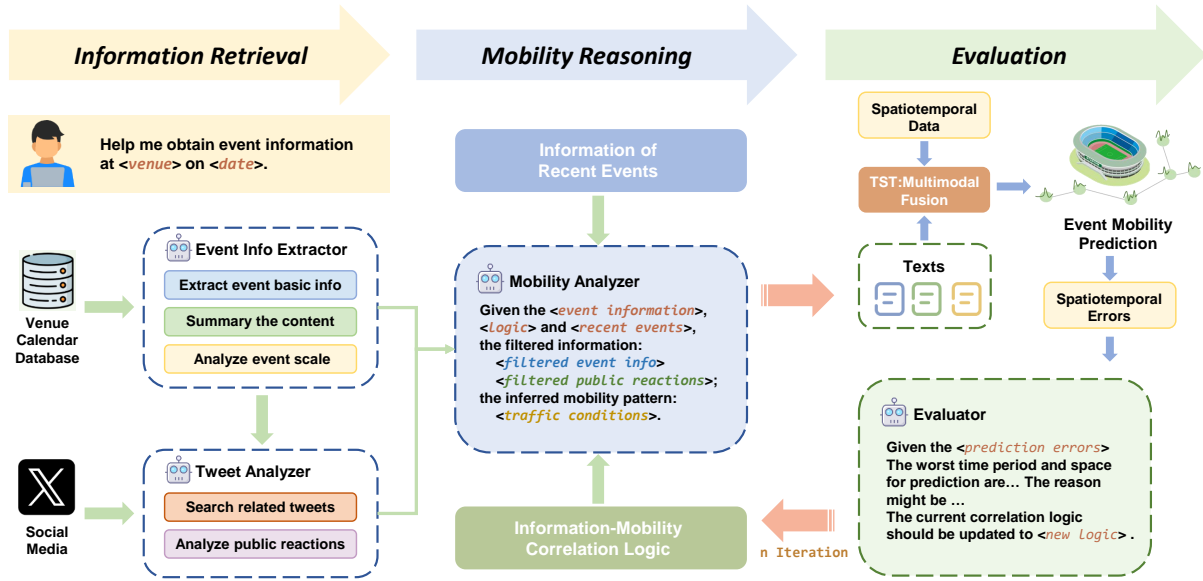 Information Retrieval
Mobility Reasoning
Evaluation
Help me obtain event information
at <venue> on <date>.
Venue
Calendar
Database
Event Info Extractor
Extract event basic info
Summary the content
Analyze event scale
Social
Media
Tweet Analyzer
Search related tweets
Analyze public reactions
Information of
Recent Events
Mobility Analyzer
Given the <event information>,
<logic> and <recent events>,
the filtered information:
<filtered event info>
<filtered public reactions>;
the inferred mobility pattern:
<traffic conditions>.
Information-Mobility
Correlation Logic
Spatiotemporal
Data
TST:Multimodal
Fusion
Texts
Event Mobility
Prediction
Spatiotemporal
Errors
Evaluator
Given the <prediction errors>
The worst time period and space
for prediction are... The reason
might be ...
The current correlation logic
should be updated to <new logic> .
n Iteration